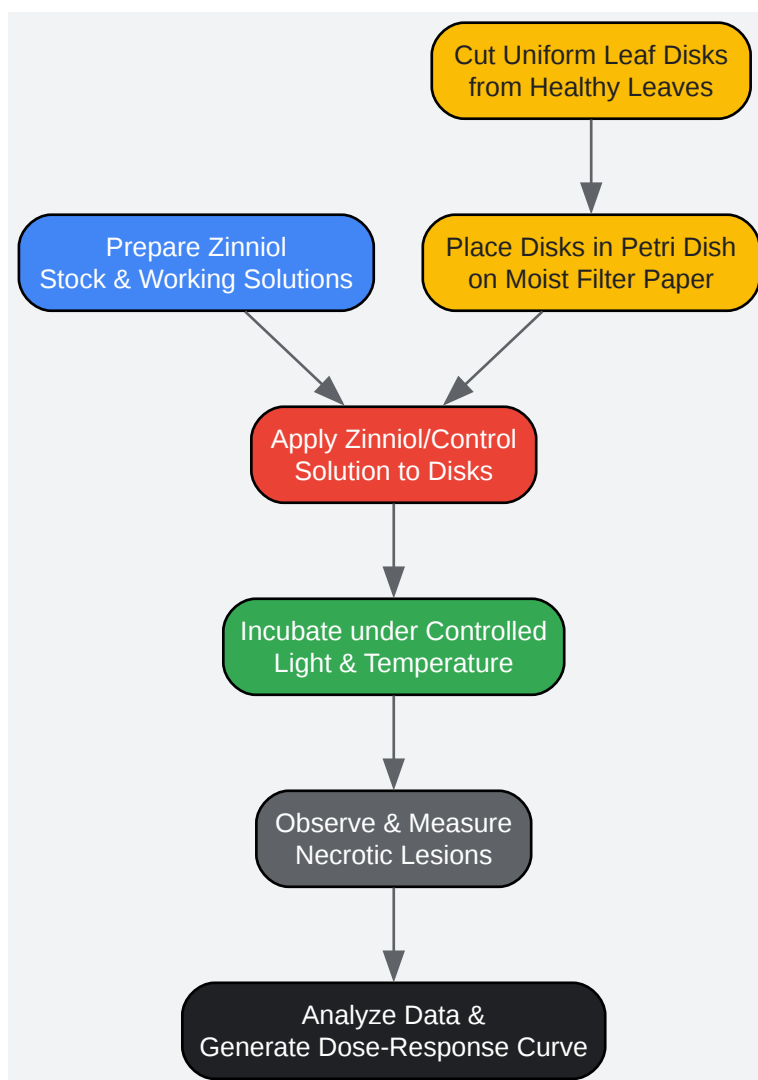 Cut Uniform Leaf Disks
from Healthy Leaves
Prepare Zinniol
Stock & Working Solutions
Place Disks in Petri Dish
on Moist Filter Paper
Apply Zinniol/Control
Solution to Disks
Incubate under Controlled
Light & Temperature
Observe & Measure
Necrotic Lesions
Analyze Data &
Generate Dose-Response Curve